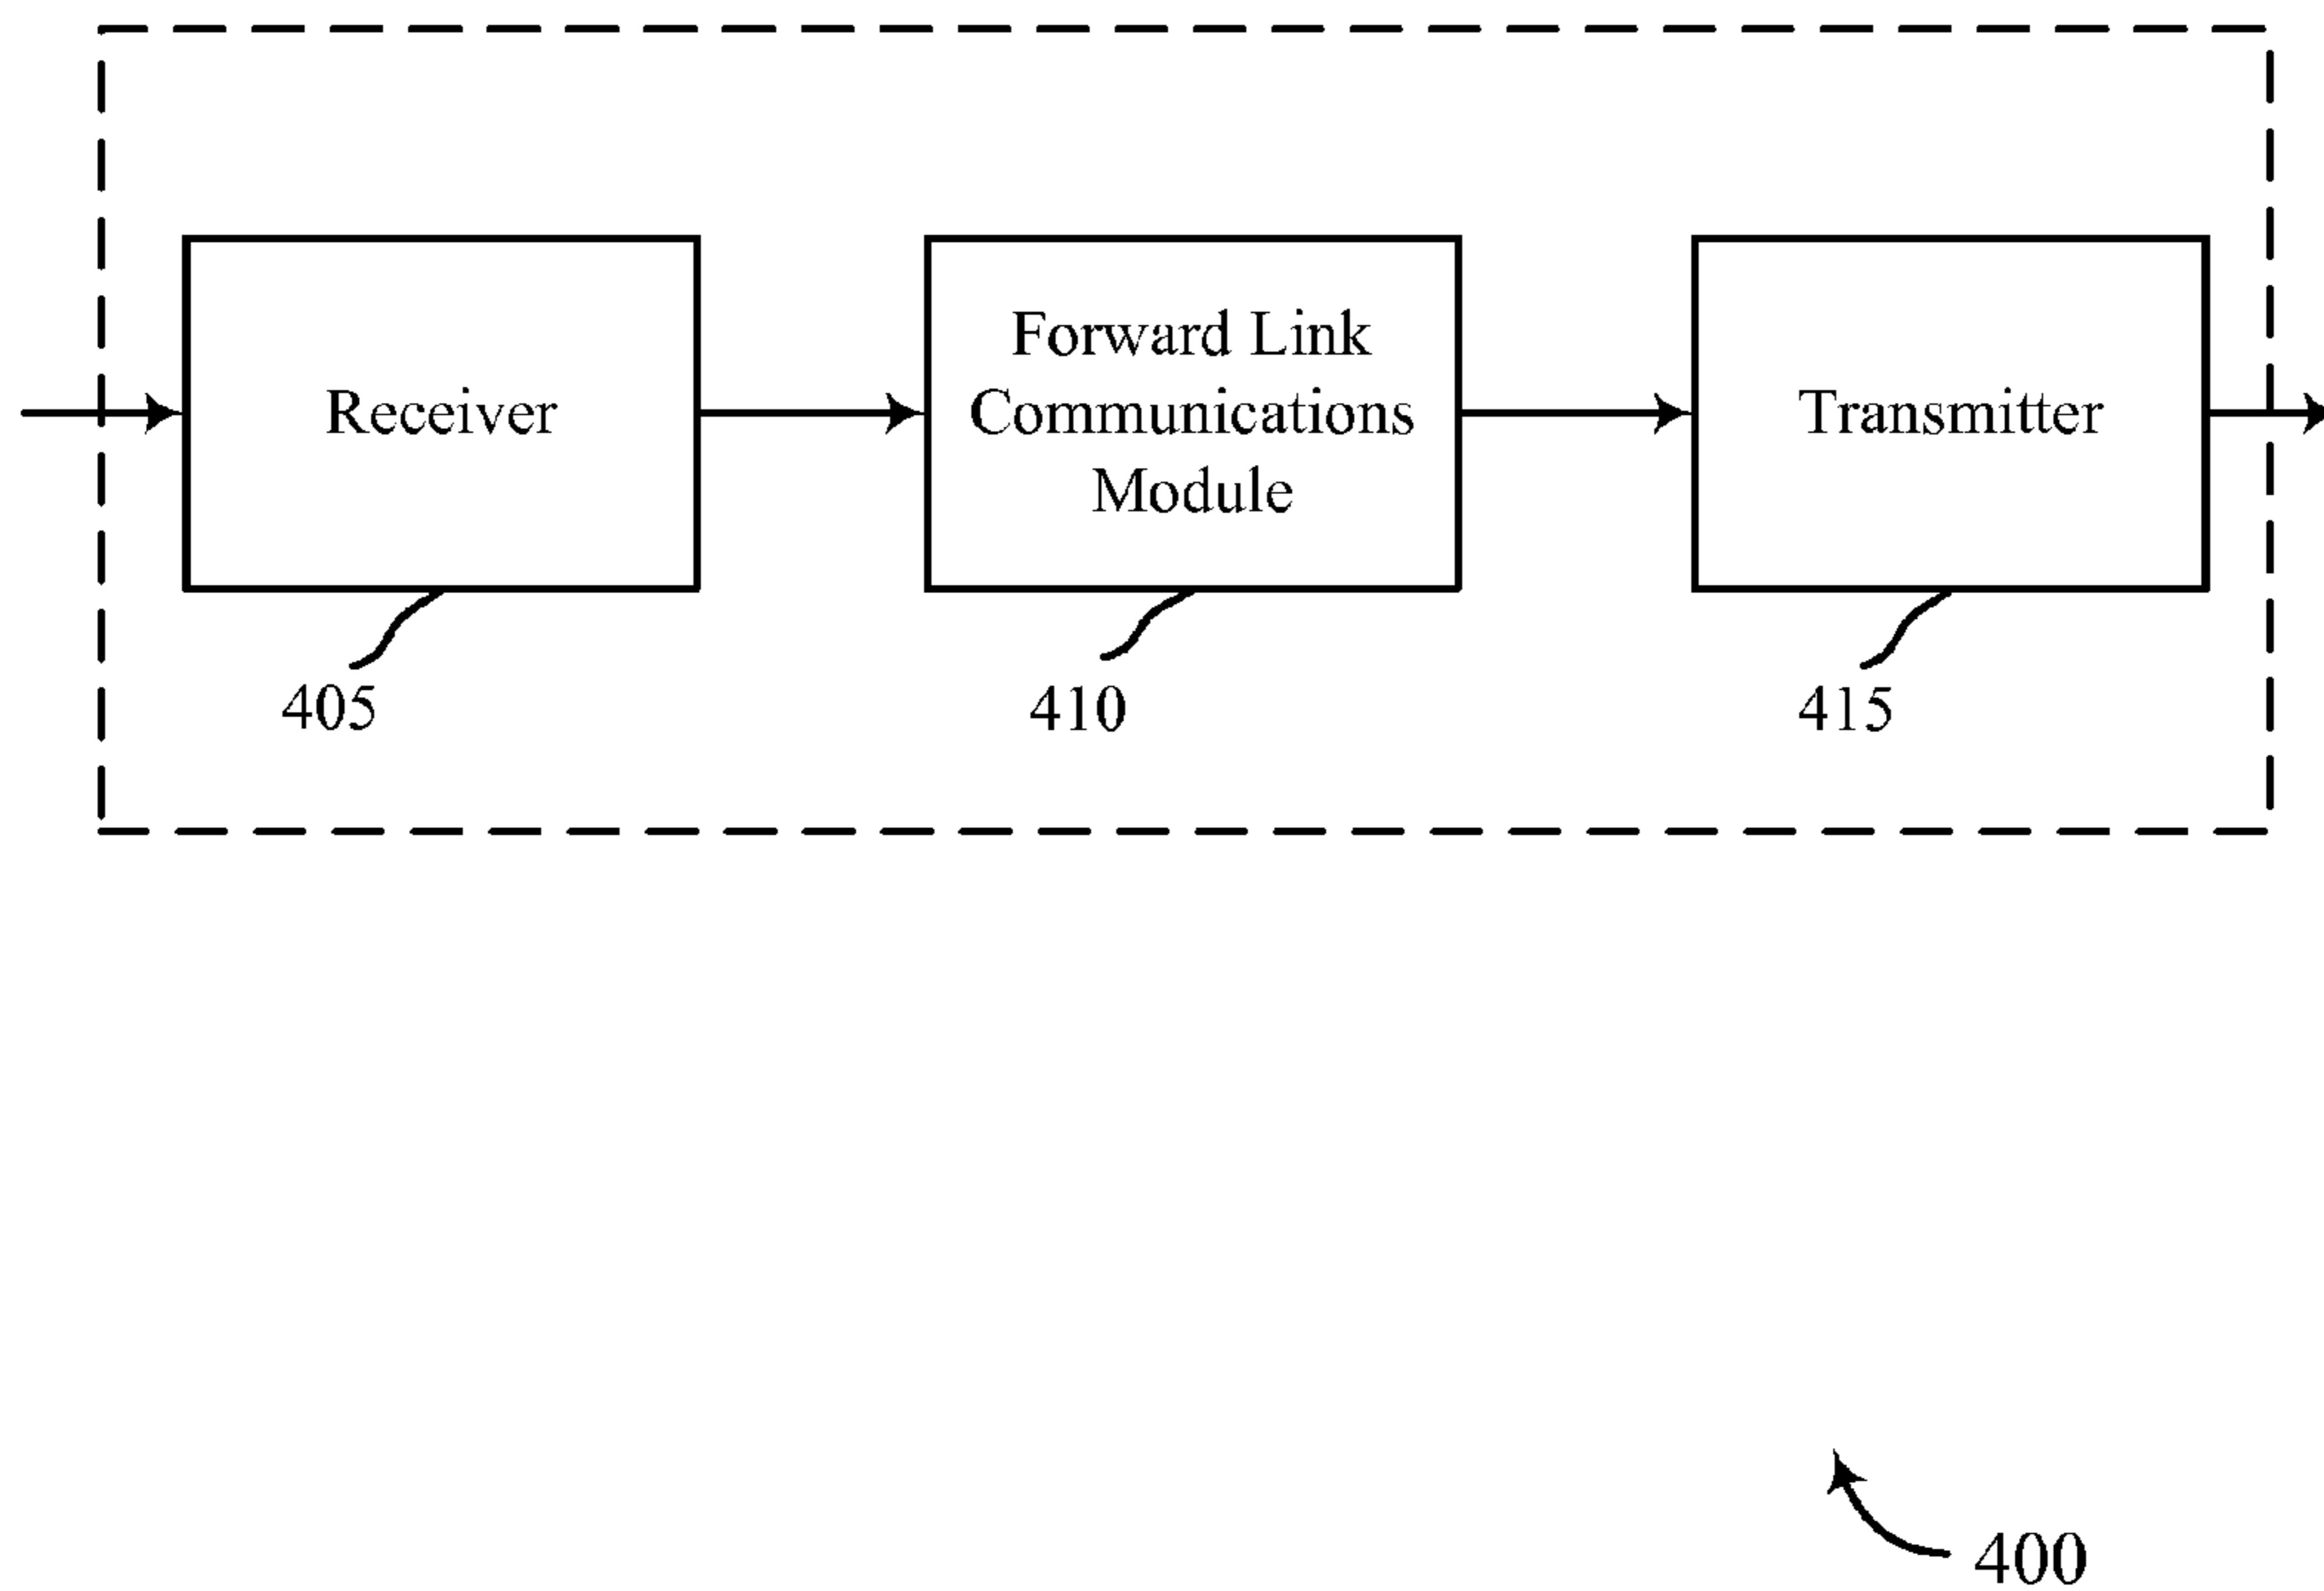 Receiver
Forward Link
Communications
Module
Transmitter
405
410
415
400